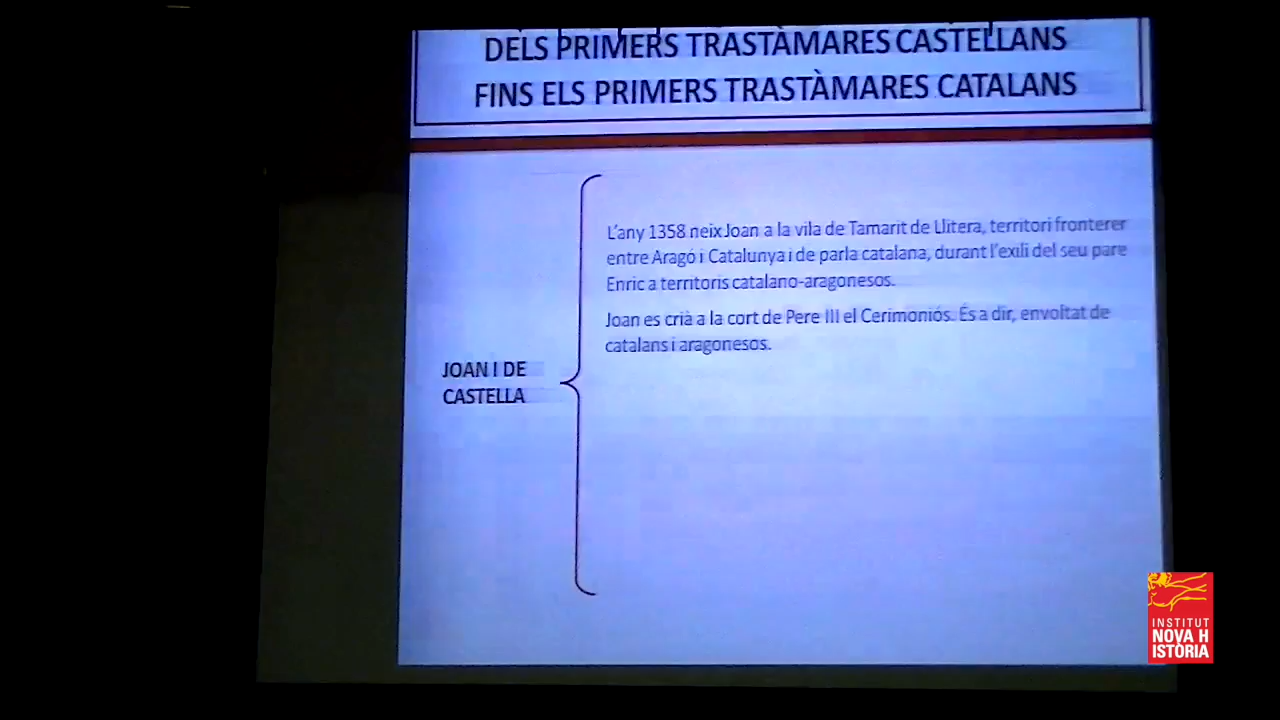 DELS PRIMERS TRASTÀMARES CASTELLANS
FINS ELS PRIMERS TRASTÀMARES CATALANS
L'any 1358 neix Joan a la vila de Tamarit de Llitera, territori fronterer
entre Aragó i Catalunya i de parla catalana, durant l'exili del seu pare
Enric a territoris catalano-aragonesos.
Joan es crià a la cort de Pere III el Cerimoniós. És a dir, envoltat de
catalans i aragonesos.
JOAN I DE
CASTELLA
INSTITUT
NOVA H
ISTÒRIA